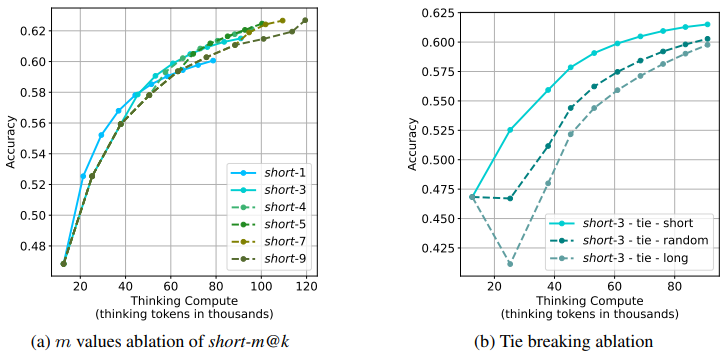 0.62
0.60
0.58
0.56
0.54
0.52
0.50
0.48
Accuracy
20
40
60
80
100
120
Thinking Compute
(thinking tokens in thousands)
short-1
short-3
short-4
short-5
short-7
short-9
(a) m values ablation of short-m@k
0.625
0.600
0.575
0.550
0.525
0.500
0.475
0.450
0.425
Accuracy
20
40
60
80
Thinking Compute
(thinking tokens in thousands)
short-3 - tie - short
short-3 - tie - random
short-3 - tie - long
(b) Tie breaking ablation